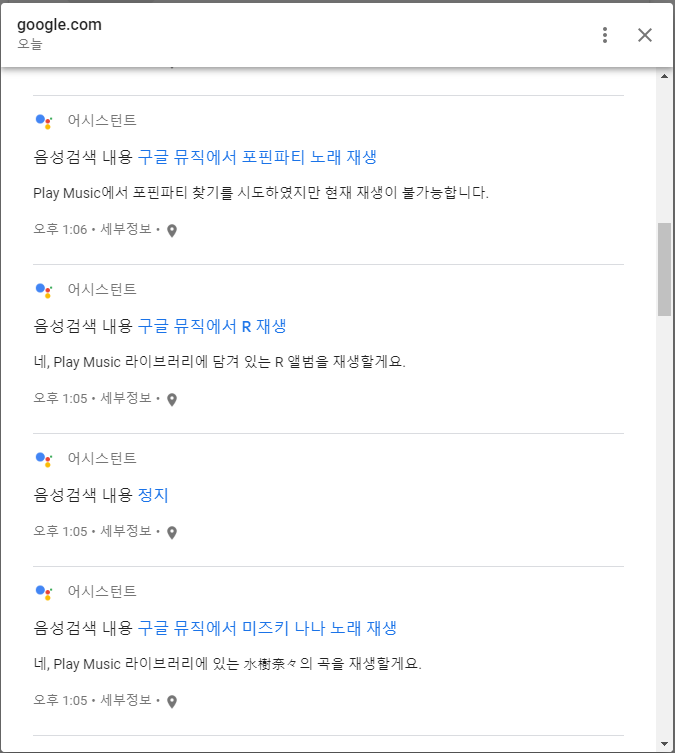 google.com
오늘
어시스턴트
음성검색 내용 구글 뮤직에서 포핀파티 노래 재생
Play Music에서 포핀파티 찾기를 시도하였지만 현재 재생이 불가능합니다.
오후 1:06 • 세부정보 •
어시스턴트
음성검색 내용 구글 뮤직에서 R 재생
네, Play Music 라이브러리에 담겨 있는 R 앨범을 재생할게요.
오후 1:05 • 세부정보 •
어시스턴트
음성검색 내용 정지
오후 1:05 • 세부정보 •
어시스턴트
음성검색 내용 구글 뮤직에서 미즈키 나나 노래 재생
네, Play Music 라이브러리에 있는 水樹奈々의 곡을 재생할게요.
오후 1:05 • 세부정보 •